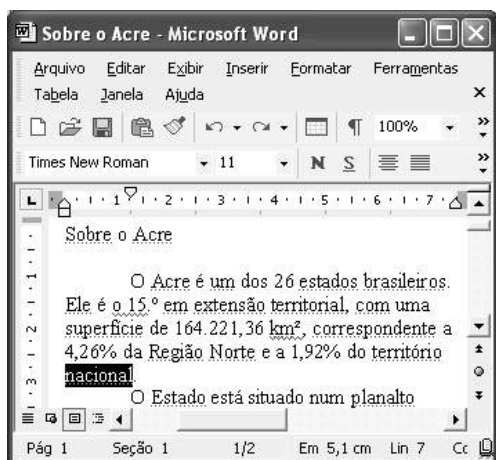 Sobre o Acre - Microsoft Word
Arquivo Editar Exibir Inserir Formatar Ferramentas
Tabela Janela Ajuda
100%
Times New Roman 11 N S
1 2 3 4 5 6 7
Sobre o Acre
O Acre é um dos 26 estados brasileiros.
Ele é o 15.º em extensão territorial, com uma
superfície de 164.221,36 km², correspondente a
4,26% da Região Norte e a 1,92% do território
nacional.
O Estado está situado num planalto
Pág 1 Seção 1 1/2 Em 5,1 cm Lin 7